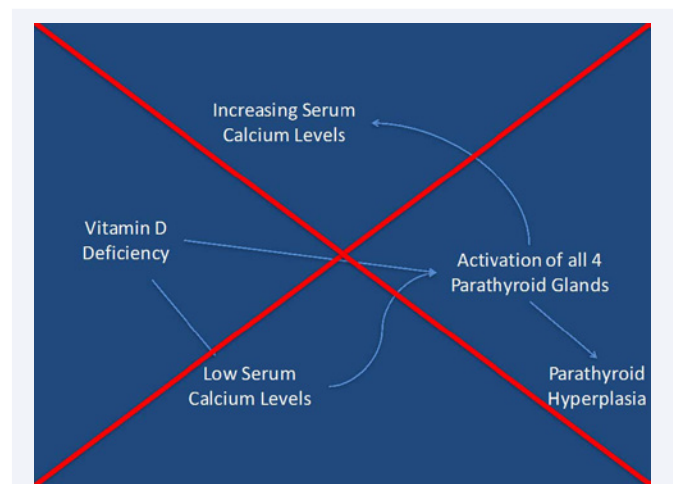 Increasing Serum
Calcium Levels
Vitamin D
Deficiency
Activation of all 4
Parathyroid Glands
Low Serum
Calcium Levels
Parathyroid
Hyperplasia